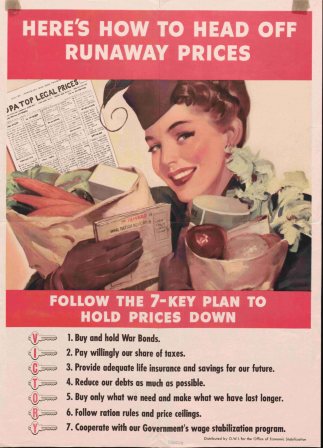 HERE'S HOW TO HEAD OFF
RUNAWAY PRICES
OPA TOP LEGAL PRICES
FOLLOW THE 7-KEY PLAN TO
HOLD PRICES DOWN
V 1. Buy and hold War Bonds.
I 2. Pay willingly our share of taxes.
C 3. Provide adequate life insurance and savings for our future.
T 4. Reduce our debts as much as possible.
O 5. Buy only what we need and make what we have last longer.
R 6. Follow ration rules and price ceilings.
Y 7. Cooperate with our Government's wage stabilization program.
Distributed by O.W.I. for the Office of Economic Stabilization